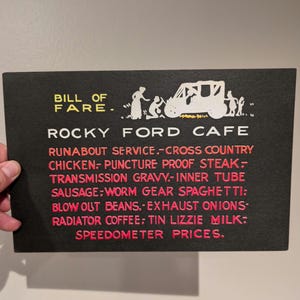 BILL OF
FARE.
ROCKY FORD CAFE
RUNABOUT SERVICE,-CROSS COUNTRY
CHICKEN,- PUNCTURE PROOF STEAK,-
TRANSMISSION GRAVY,- INNER TUBE
SAUSAGE,-WORM GEAR SPAGHETTI,-
BLOW OUT BEANS,- EXHAUST ONIONS-
RADIATOR COFFEE,- TIN LIZZIE MILK,-
SPEEDOMETER PRICES.